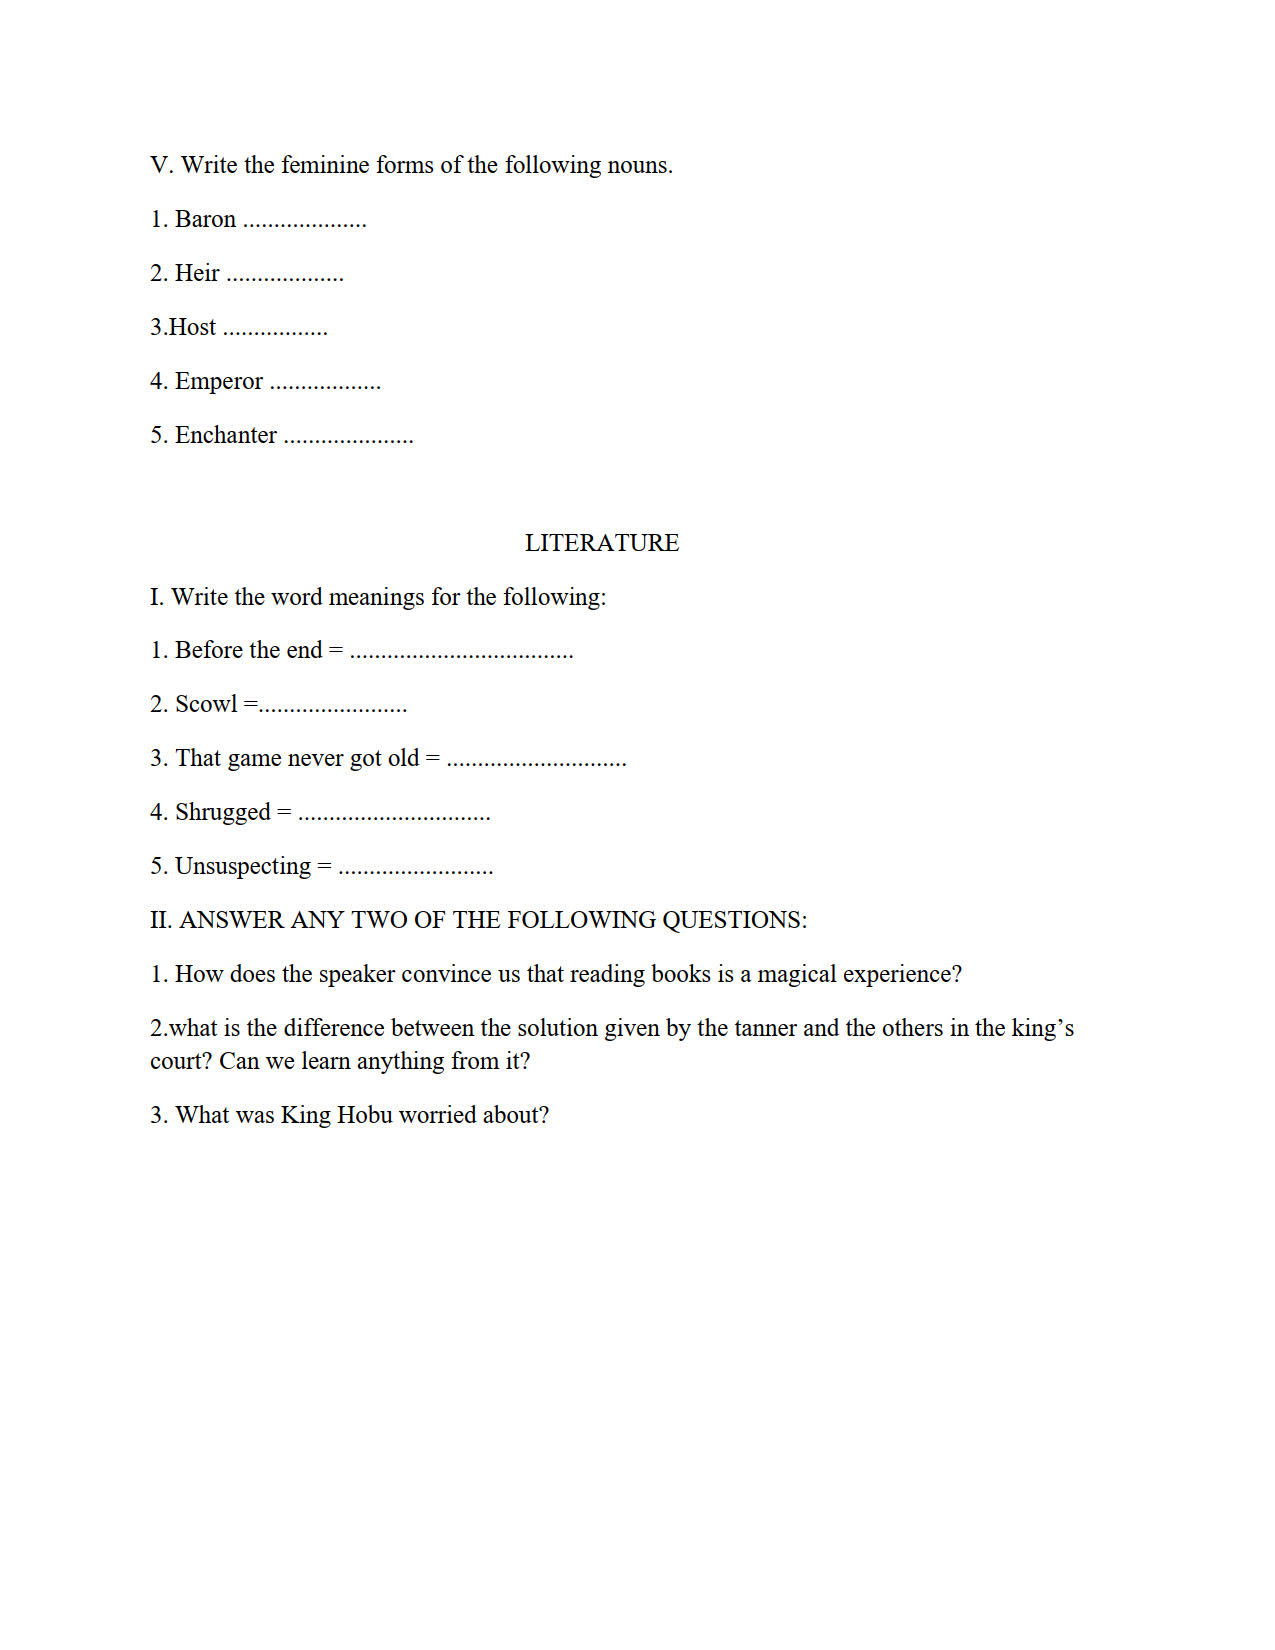 V. Write the feminine forms of the following nouns.
1. Baron ....................
2. Heir ...................
3.Host .................
4. Emperor ..................
5. Enchanter .....................
LITERATURE
I. Write the word meanings for the following:
1. Before the end = ....................................
2. Scowl =........................
3. That game never got old = .............................
4. Shrugged = ...............................
5. Unsuspecting = .........................
II. ANSWER ANY TWO OF THE FOLLOWING QUESTIONS:
1. How does the speaker convince us that reading books is a magical experience?
2.what is the difference between the solution given by the tanner and the others in the king’s
court? Can we learn anything from it?
3. What was King Hobu worried about?